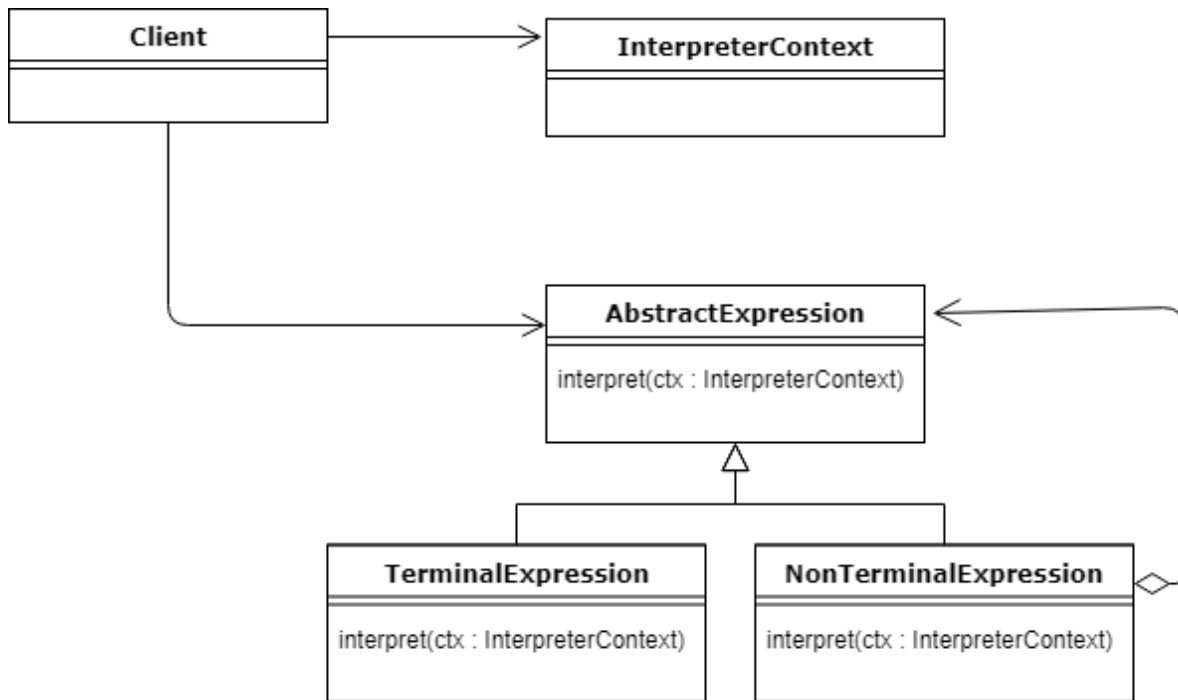 Client
InterpreterContext
AbstractExpression
interpret(ctx : InterpreterContext)
TerminalExpression
interpret(ctx : InterpreterContext)
NonTerminalExpression
interpret(ctx : InterpreterContext)